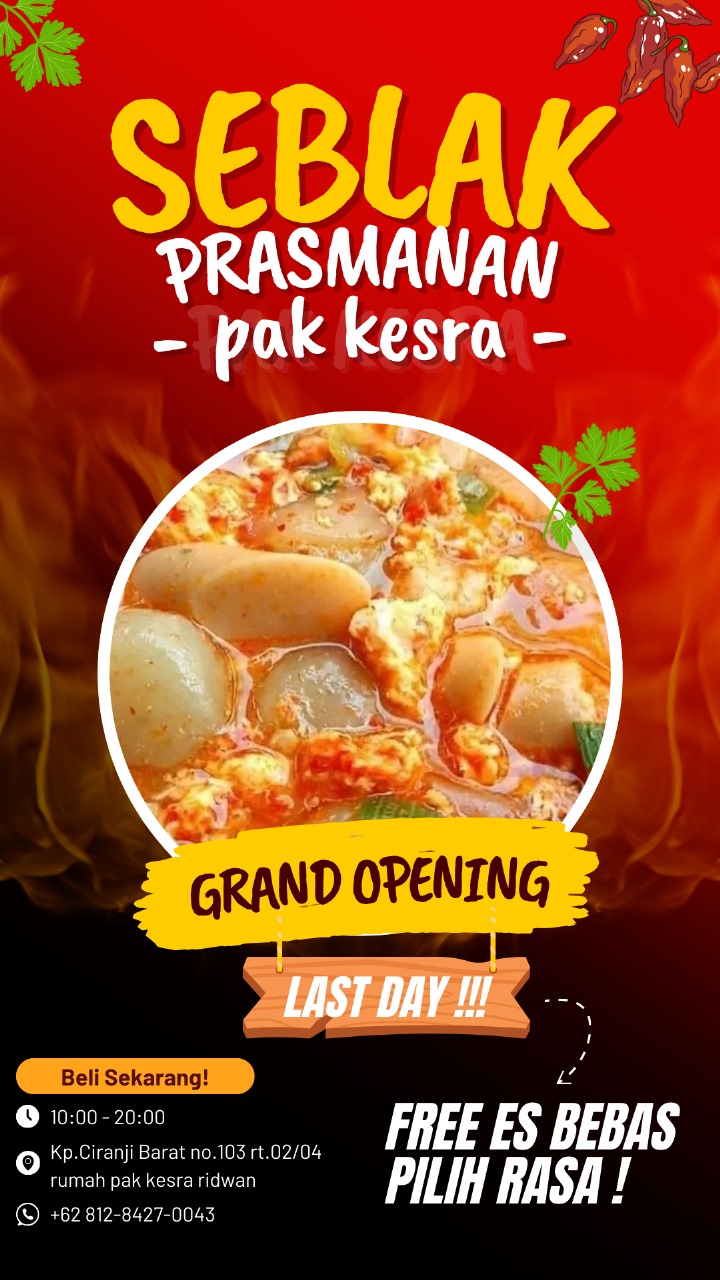 SEBLAK
PRASMANAN
- pak kesra -
GRAND OPENING
LAST DAY !!!
Beli Sekarang!
10:00 - 20:00
Kp.Ciranji Barat no.103 rt.02/04
rumah pak kesra ridwan
+62 812-8427-0043
FREE ES BEBAS
PILIH RASA !